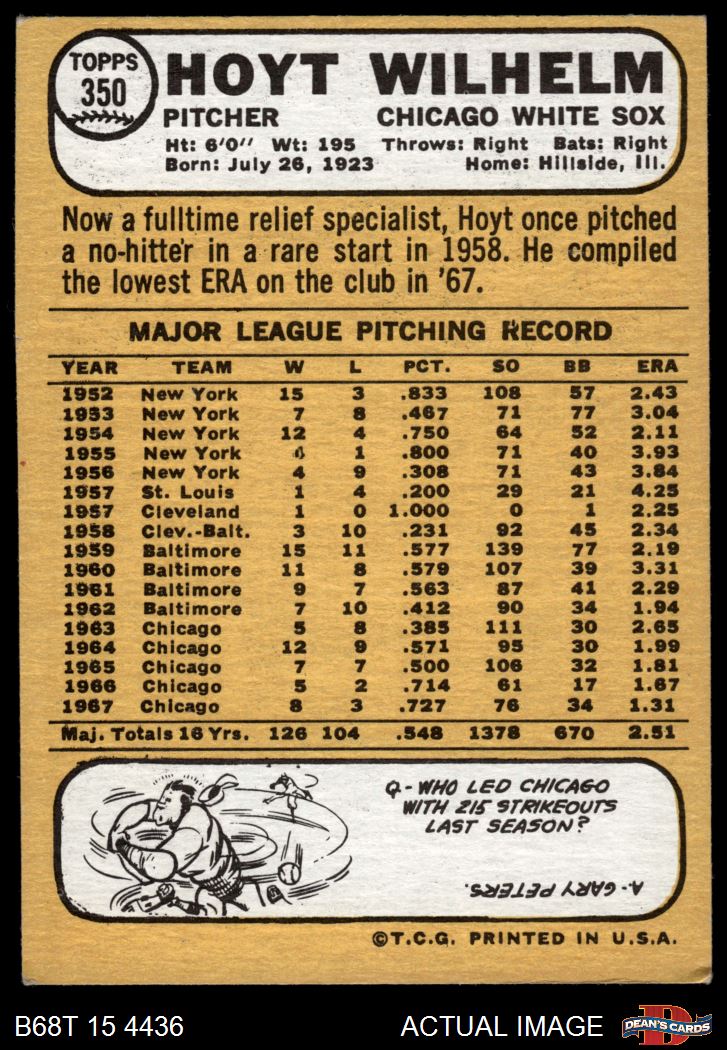 TOPPS
350
HOYT WILHELM
PITCHER CHICAGO WHITE SOX
Ht: 6'0" Wt: 195 Throws: Right Bats: Right
Born: July 26, 1923 Home: Hillside, Ill.
Now a fulltime relief specialist, Hoyt once pitched
a no-hitter in a rare start in 1958. He compiled
the lowest ERA on the club in '67.
MAJOR LEAGUE PITCHING RECORD
YEAR TEAM W L PCT. SO BB ERA
1952 New York 15 3 .833 108 57 2.43
1953 New York 7 8 .467 71 77 3.04
1954 New York 12 4 .750 64 52 2.11
1955 New York 4 1 .800 71 40 3.93
1956 New York 4 9 .308 71 43 3.84
1957 St. Louis 1 4 .200 29 21 4.25
1957 Cleveland 1 0 1.000 0 1 2.25
1958 Clev.-Balt. 3 10 .231 92 45 2.34
1959 Baltimore 15 11 .577 139 77 2.19
1960 Baltimore 11 8 .579 107 39 3.31
1961 Baltimore 9 7 .563 87 41 2.29
1962 Baltimore 7 10 .412 90 34 1.94
1963 Chicago 5 8 .385 111 30 2.65
1964 Chicago 12 9 .571 95 30 1.99
1965 Chicago 7 7 .500 106 32 1.81
1966 Chicago 5 2 .714 61 17 1.67
1967 Chicago 8 3 .727 76 34 1.31
Maj. Totals 16 Yrs. 126 104 .548 1378 670 2.51
Q - WHO LED CHICAGO
WITH 215 STRIKEOUTS
LAST SEASON?
A - GARY PETERS.
©T.C.G. PRINTED IN U.S.A.
B68T 15 4436 ACTUAL IMAGE
D
DEAN'S CARDS